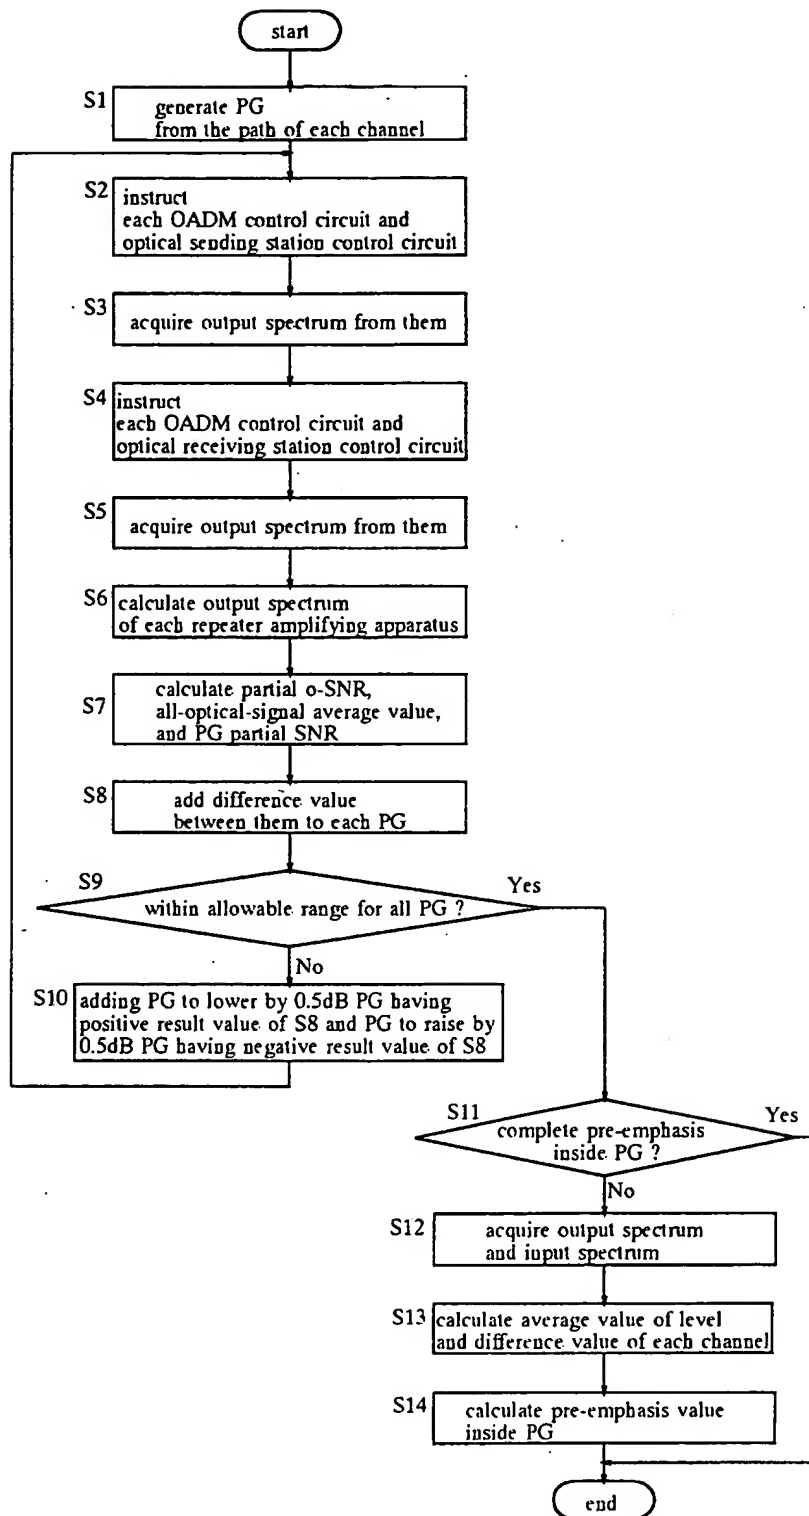 start
S1
generate PG
from the path of each channel
S2
instruct
each OADM control circuit and
optical sending station control circuit
S3
acquire output spectrum from them
S4
instruct
each OADM control circuit and
optical receiving station control circuit
S5
acquire output spectrum from them
S6
calculate output spectrum
of each repeater amplifying apparatus
S7
calculate partial o-SNR,
all-optical-signal average value,
and PG partial SNR
S8
add difference value
between them to each PG
S9
within allowable range for all PG ?
Yes
No
S10
adding PG to lower by 0.5dB PG having
positive result value of S8 and PG to raise by
0.5dB PG having negative result value of S8
S11
complete pre-emphasis
inside PG ?
Yes
No
S12
acquire output spectrum
and input spectrum
S13
calculate average value of level
and difference value of each channel
S14
calculate pre-emphasis value
inside PG
end